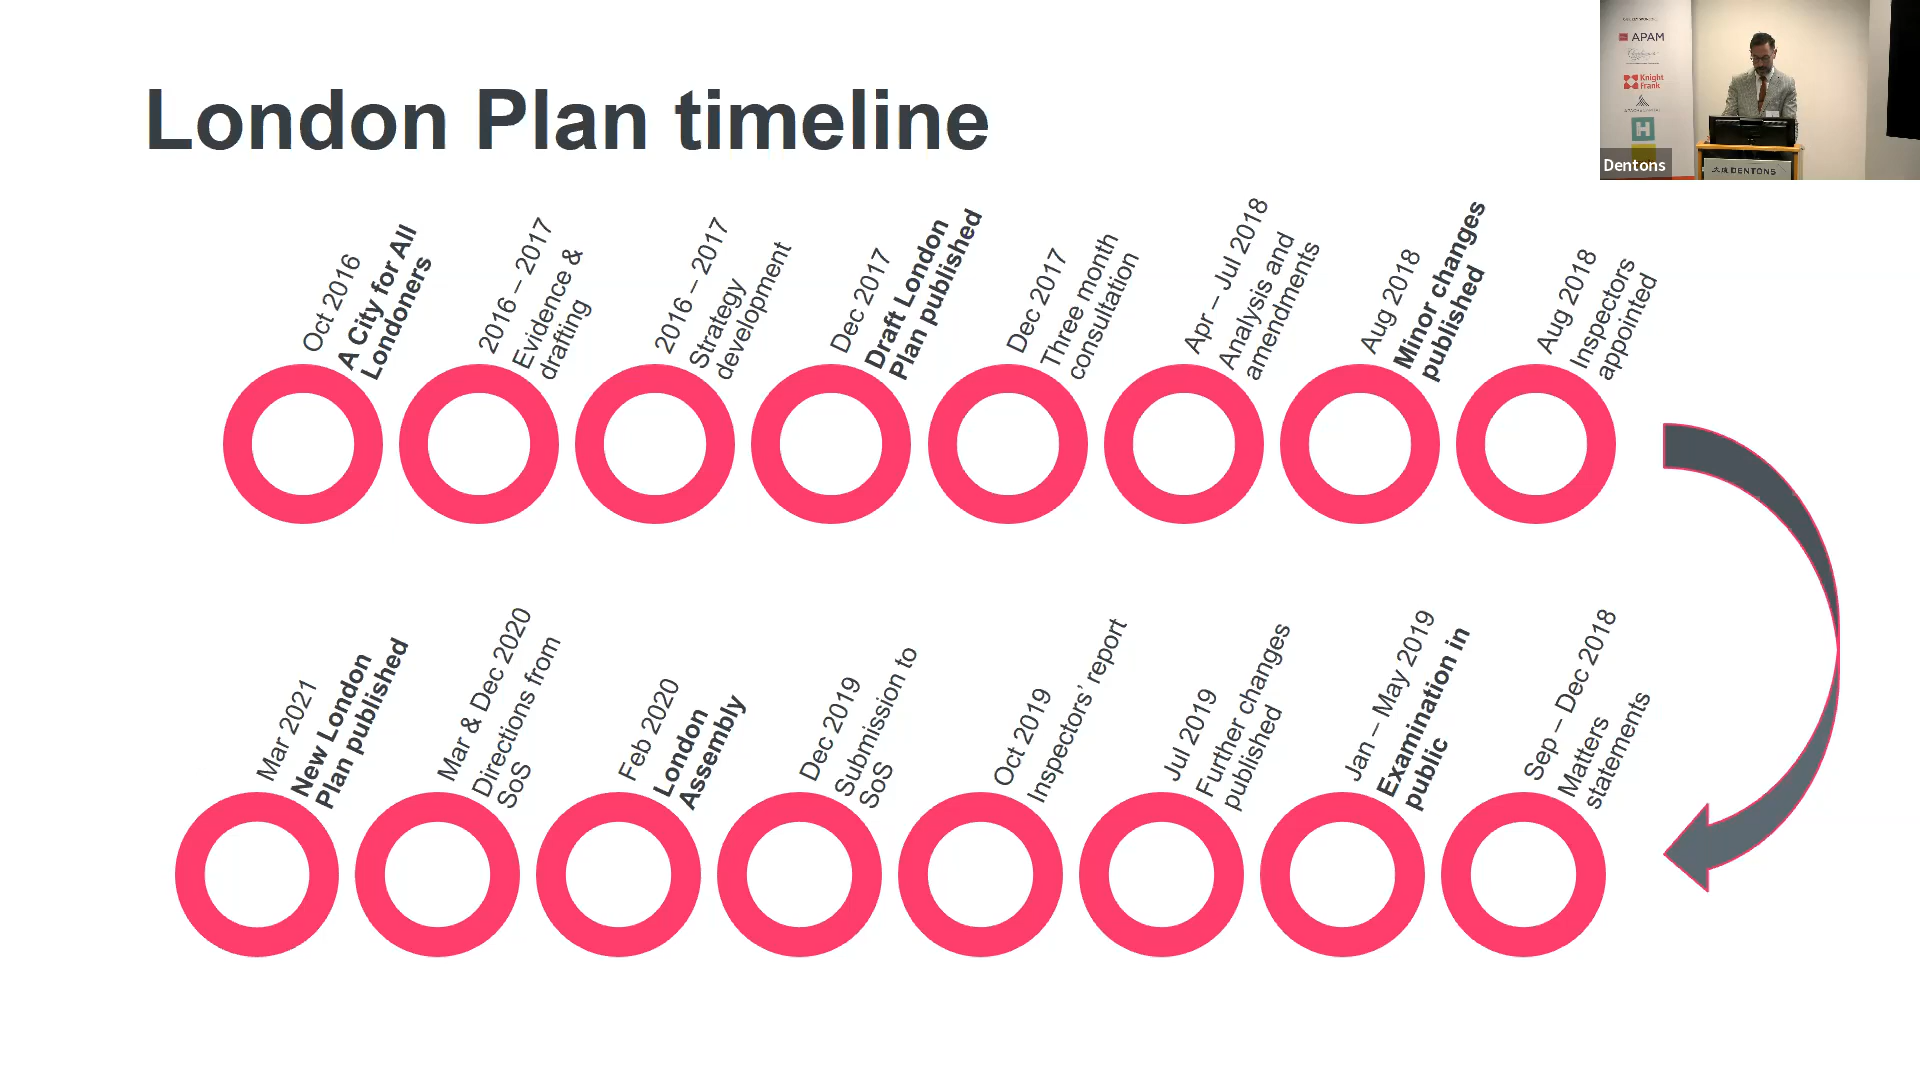 London Plan timeline
APAM
Knight
Frank
H
Dentons
大成 DENTONS
Oct 2016
A City for All
Londoners
2016 – 2017
Evidence &
drafting
2016 – 2017
Strategy
development
Dec 2017
Draft London
Plan published
Dec 2017
Three month
consultation
Apr – Jul 2018
Analysis and
amendments
Aug 2018
Minor changes
published
Aug 2018
Inspectors
appointed
Mar 2021
New London
Plan published
Mar & Dec 2020
Directions from
SoS
Feb 2020
London
Assembly
Dec 2019
Submission to
SoS
Oct 2019
Inspectors’ report
Jul 2019
Further changes
published
Jan – May 2019
Examination in
public
Sep – Dec 2018
Matters
statements